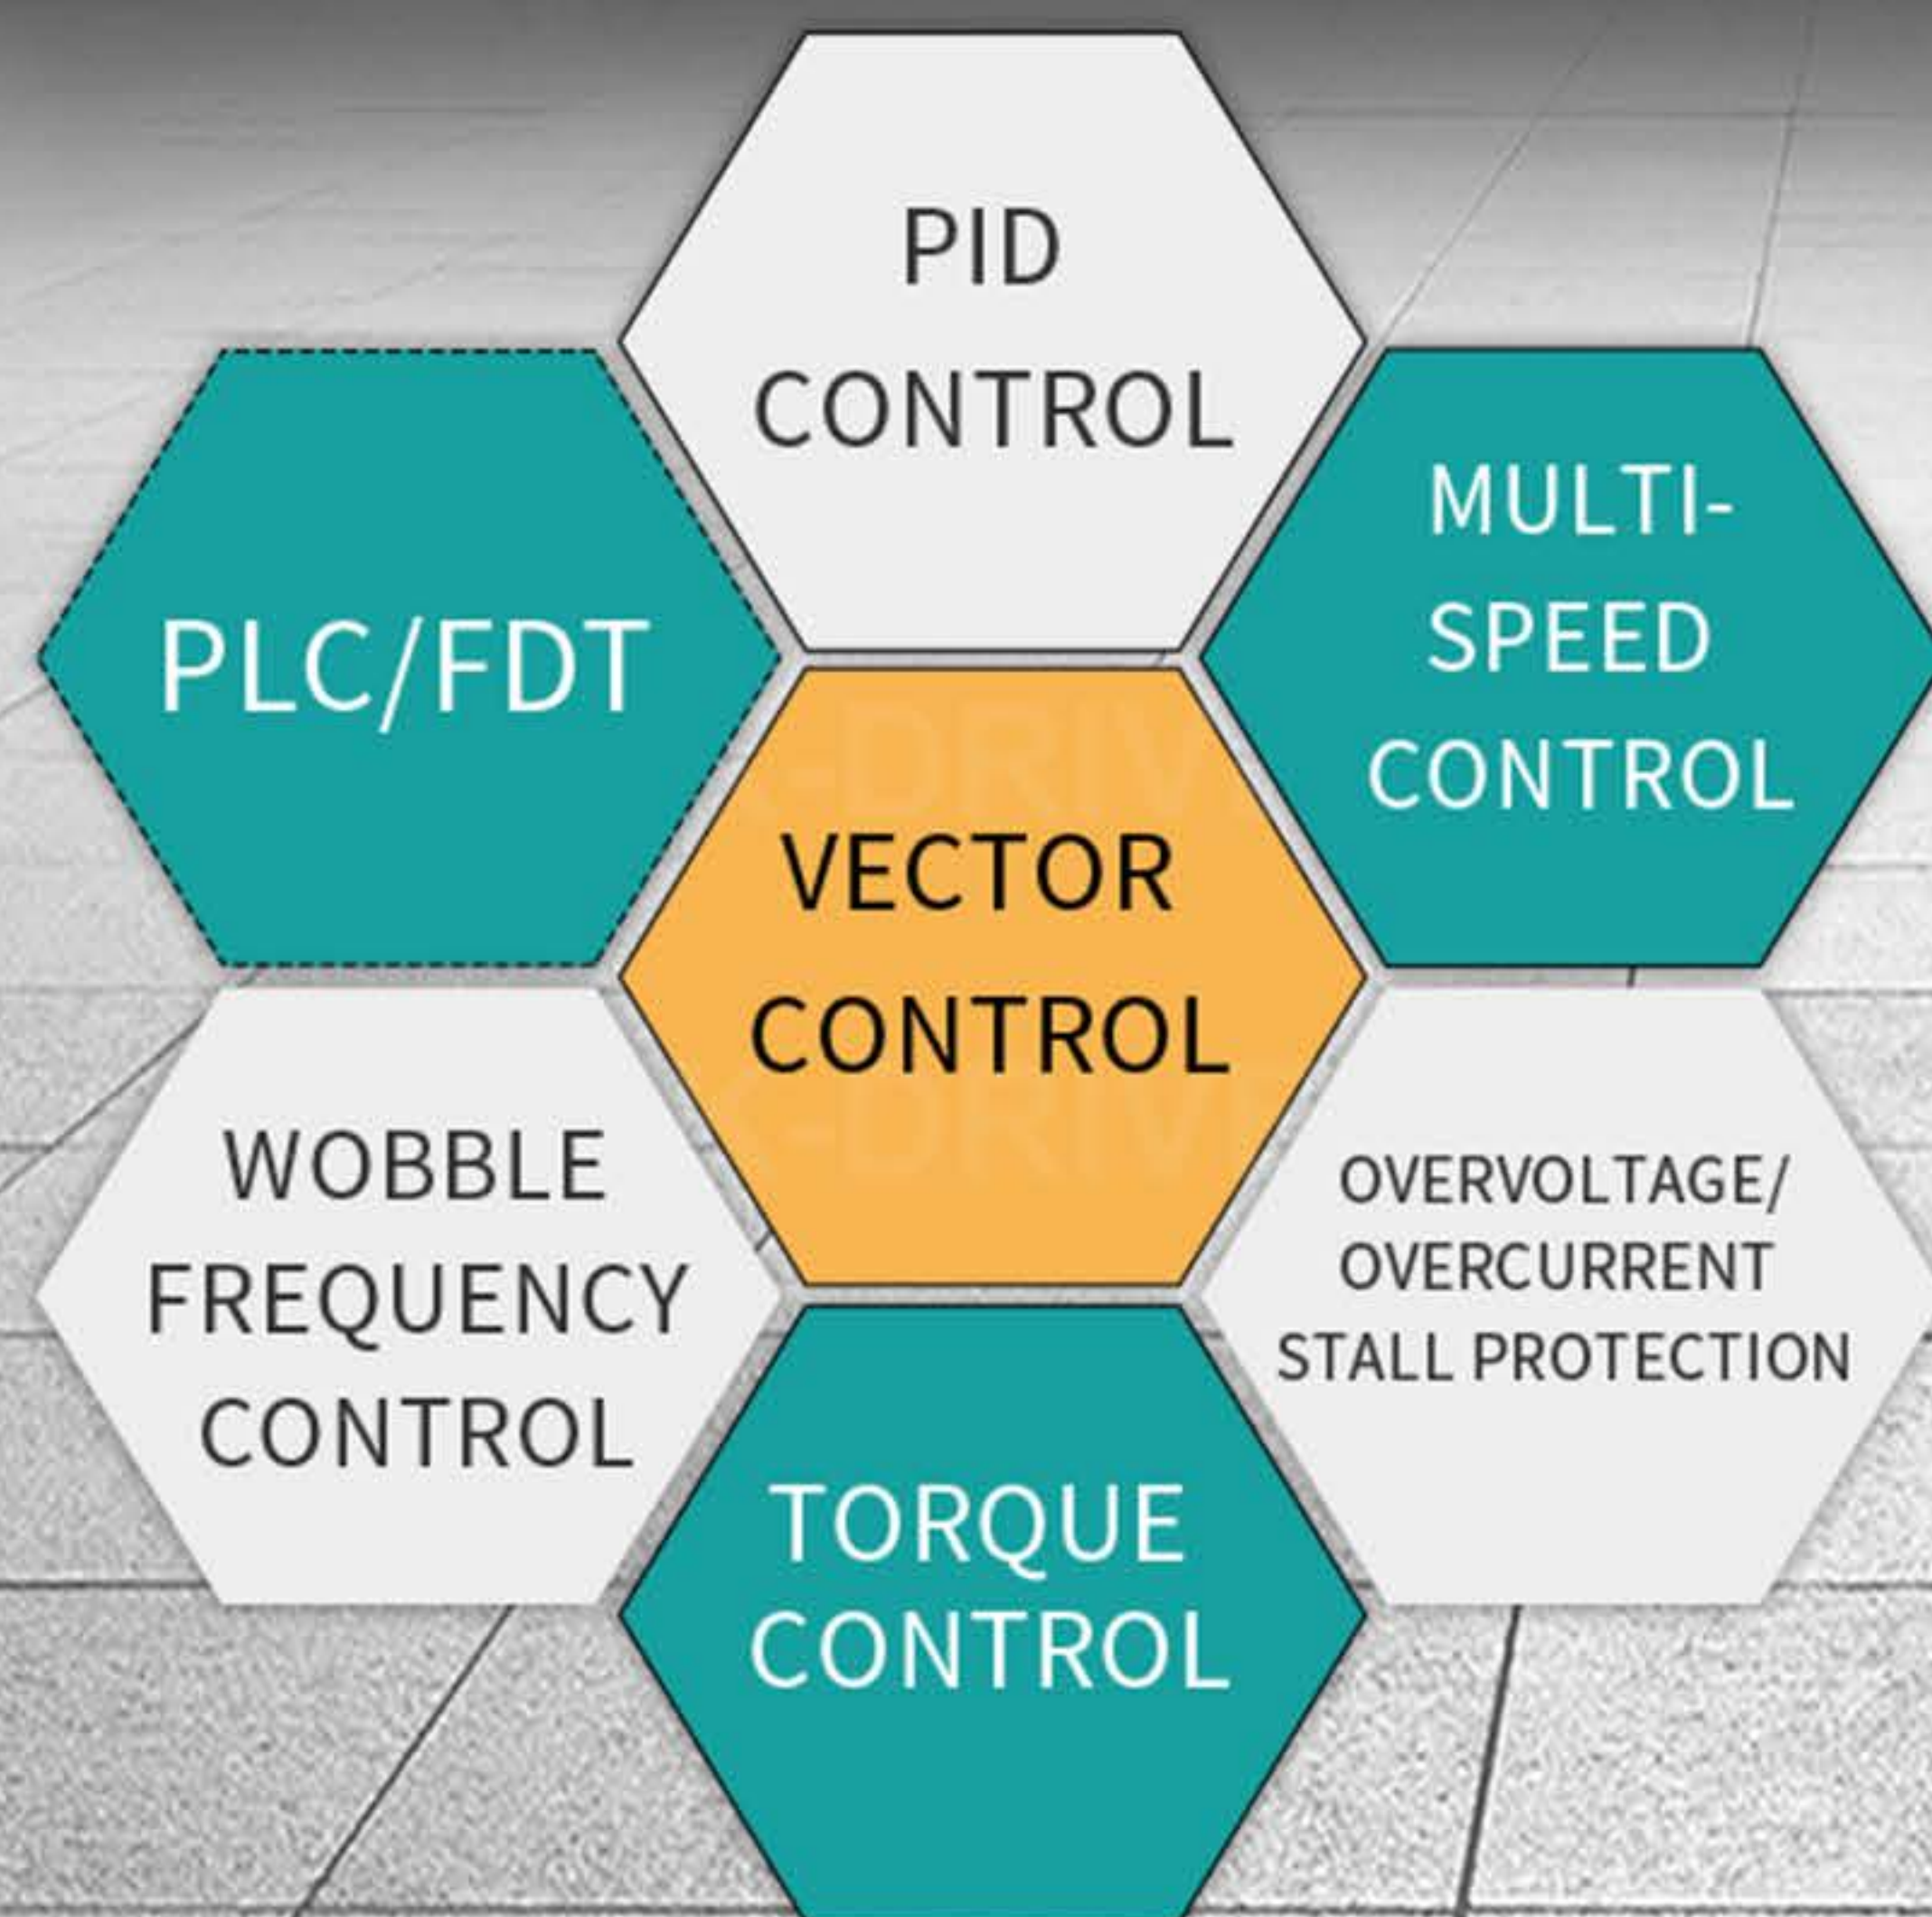 PID
CONTROL
MULTI-
SPEED
CONTROL
PLC/FDT
VECTOR
CONTROL
WOBBLE
FREQUENCY
CONTROL
OVERVOLTAGE/
OVERCURRENT
STALL PROTECTION
TORQUE
CONTROL